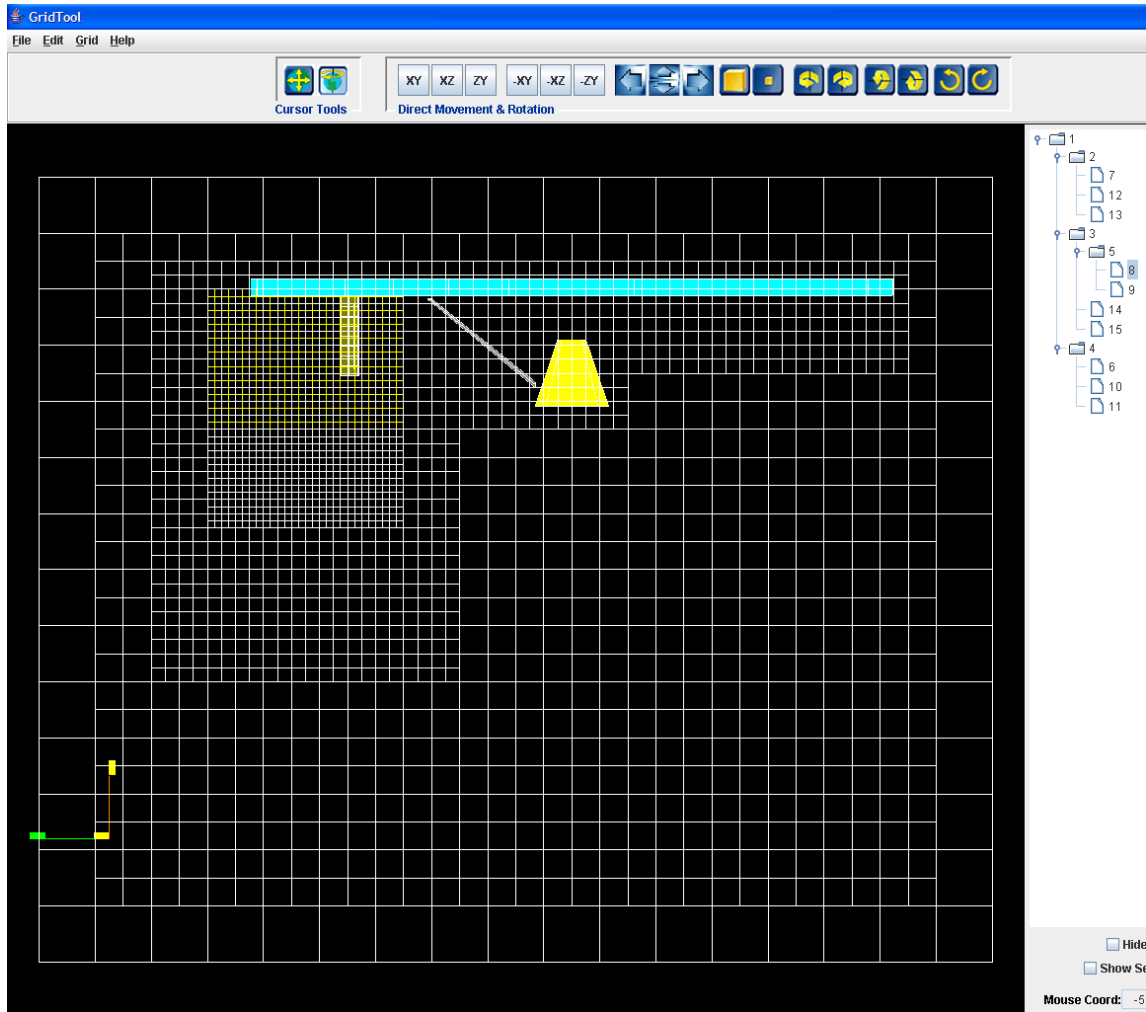 GridTool
File Edit Grid Help
XY XZ ZY -XY -XZ -ZY
Cursor Tools Direct Movement & Rotation
1
2
7
12
13
3
5
8
9
14
15
4
6
10
11
Hide
Show Se
Mouse Coord: -5